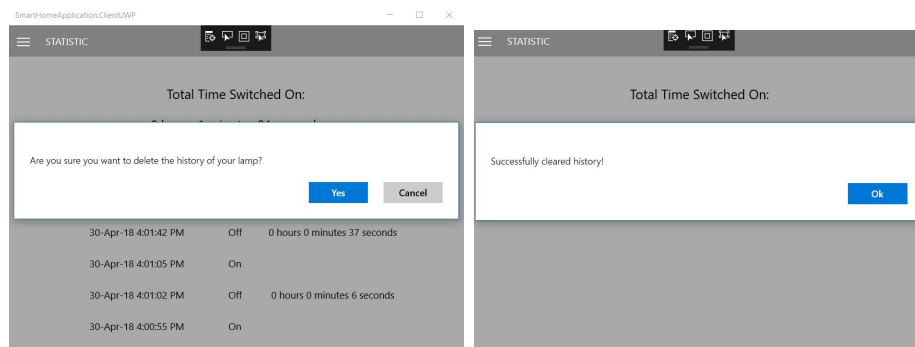 SmartHomeApplication.ClientUWP
STATISTIC
Total Time Switched On:
Are you sure you want to delete the history of your lamp?
Yes Cancel
30-Apr-18 4:01:42 PM Off 0 hours 0 minutes 37 seconds
30-Apr-18 4:01:05 PM On
30-Apr-18 4:01:02 PM Off 0 hours 0 minutes 6 seconds
30-Apr-18 4:00:55 PM On
STATISTIC
Total Time Switched On:
Successfully cleared history!
Ok